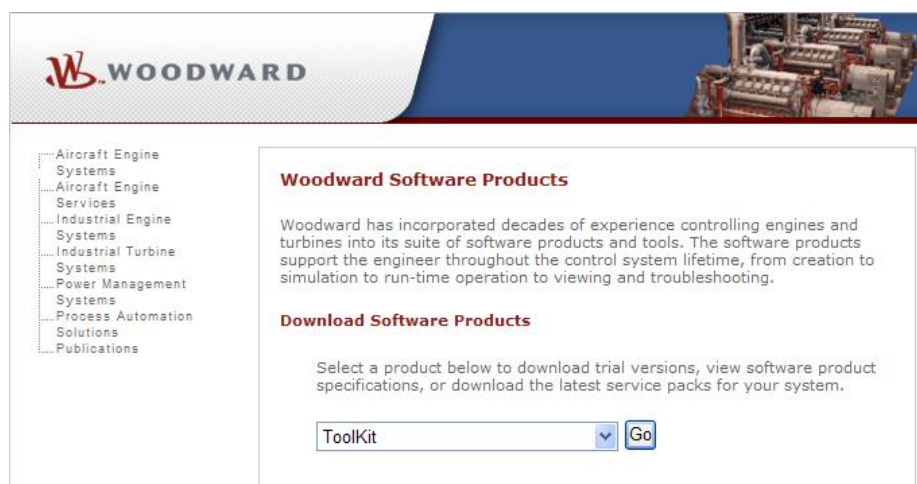 WOODWARD
Aircraft Engine
Systems
Aircraft Engine
Services
Industrial Engine
Systems
Industrial Turbine
Systems
Power Management
Systems
Process Automation
Solutions
Publications
Woodward Software Products
Woodward has incorporated decades of experience controlling engines and
turbines into its suite of software products and tools. The software products
support the engineer throughout the control system lifetime, from creation to
simulation to run-time operation to viewing and troubleshooting.
Download Software Products
Select a product below to download trial versions, view software product
specifications, or download the latest service packs for your system.
ToolKit
Go